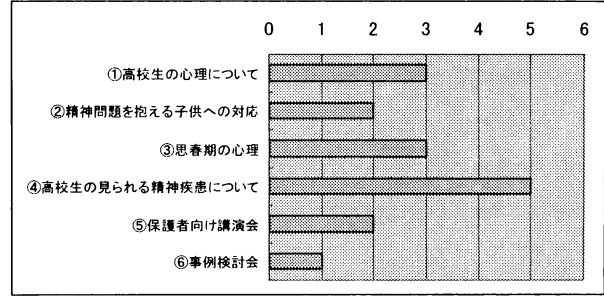 0 1 2 3 4 5 6
①高校生の心理について
②精神問題を抱える子供への対応
③思春期の心理
④高校生の見られる精神疾患について
⑤保護者向け講演会
⑥事例検討会